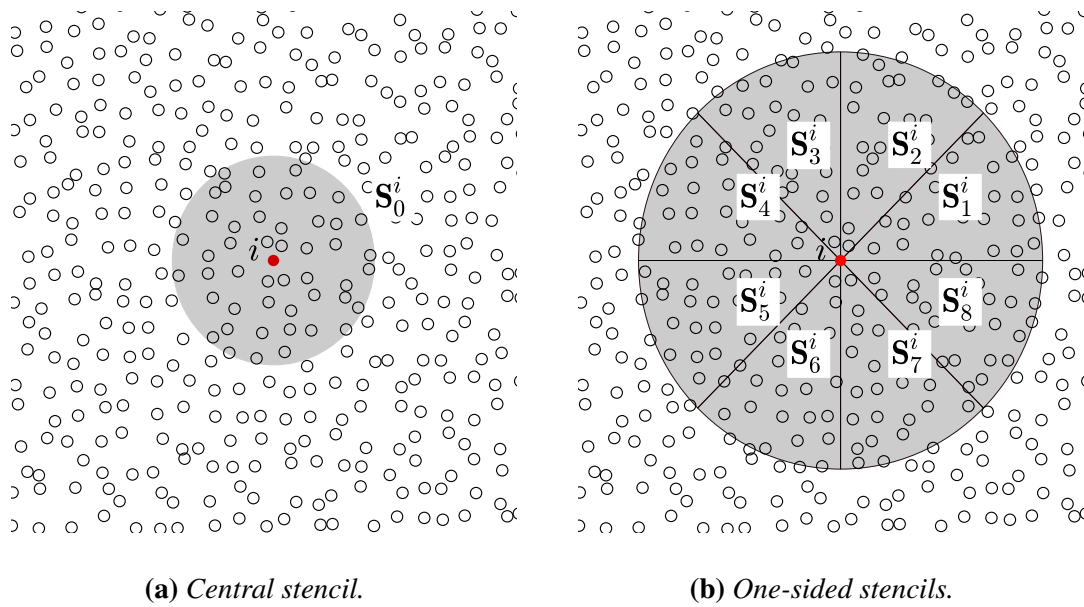 S_0^i
i
S_3^i S_2^i
S_4^i S_1^i
i
S_5^i S_8^i
S_6^i S_7^i
(a) Central stencil.
(b) One-sided stencils.